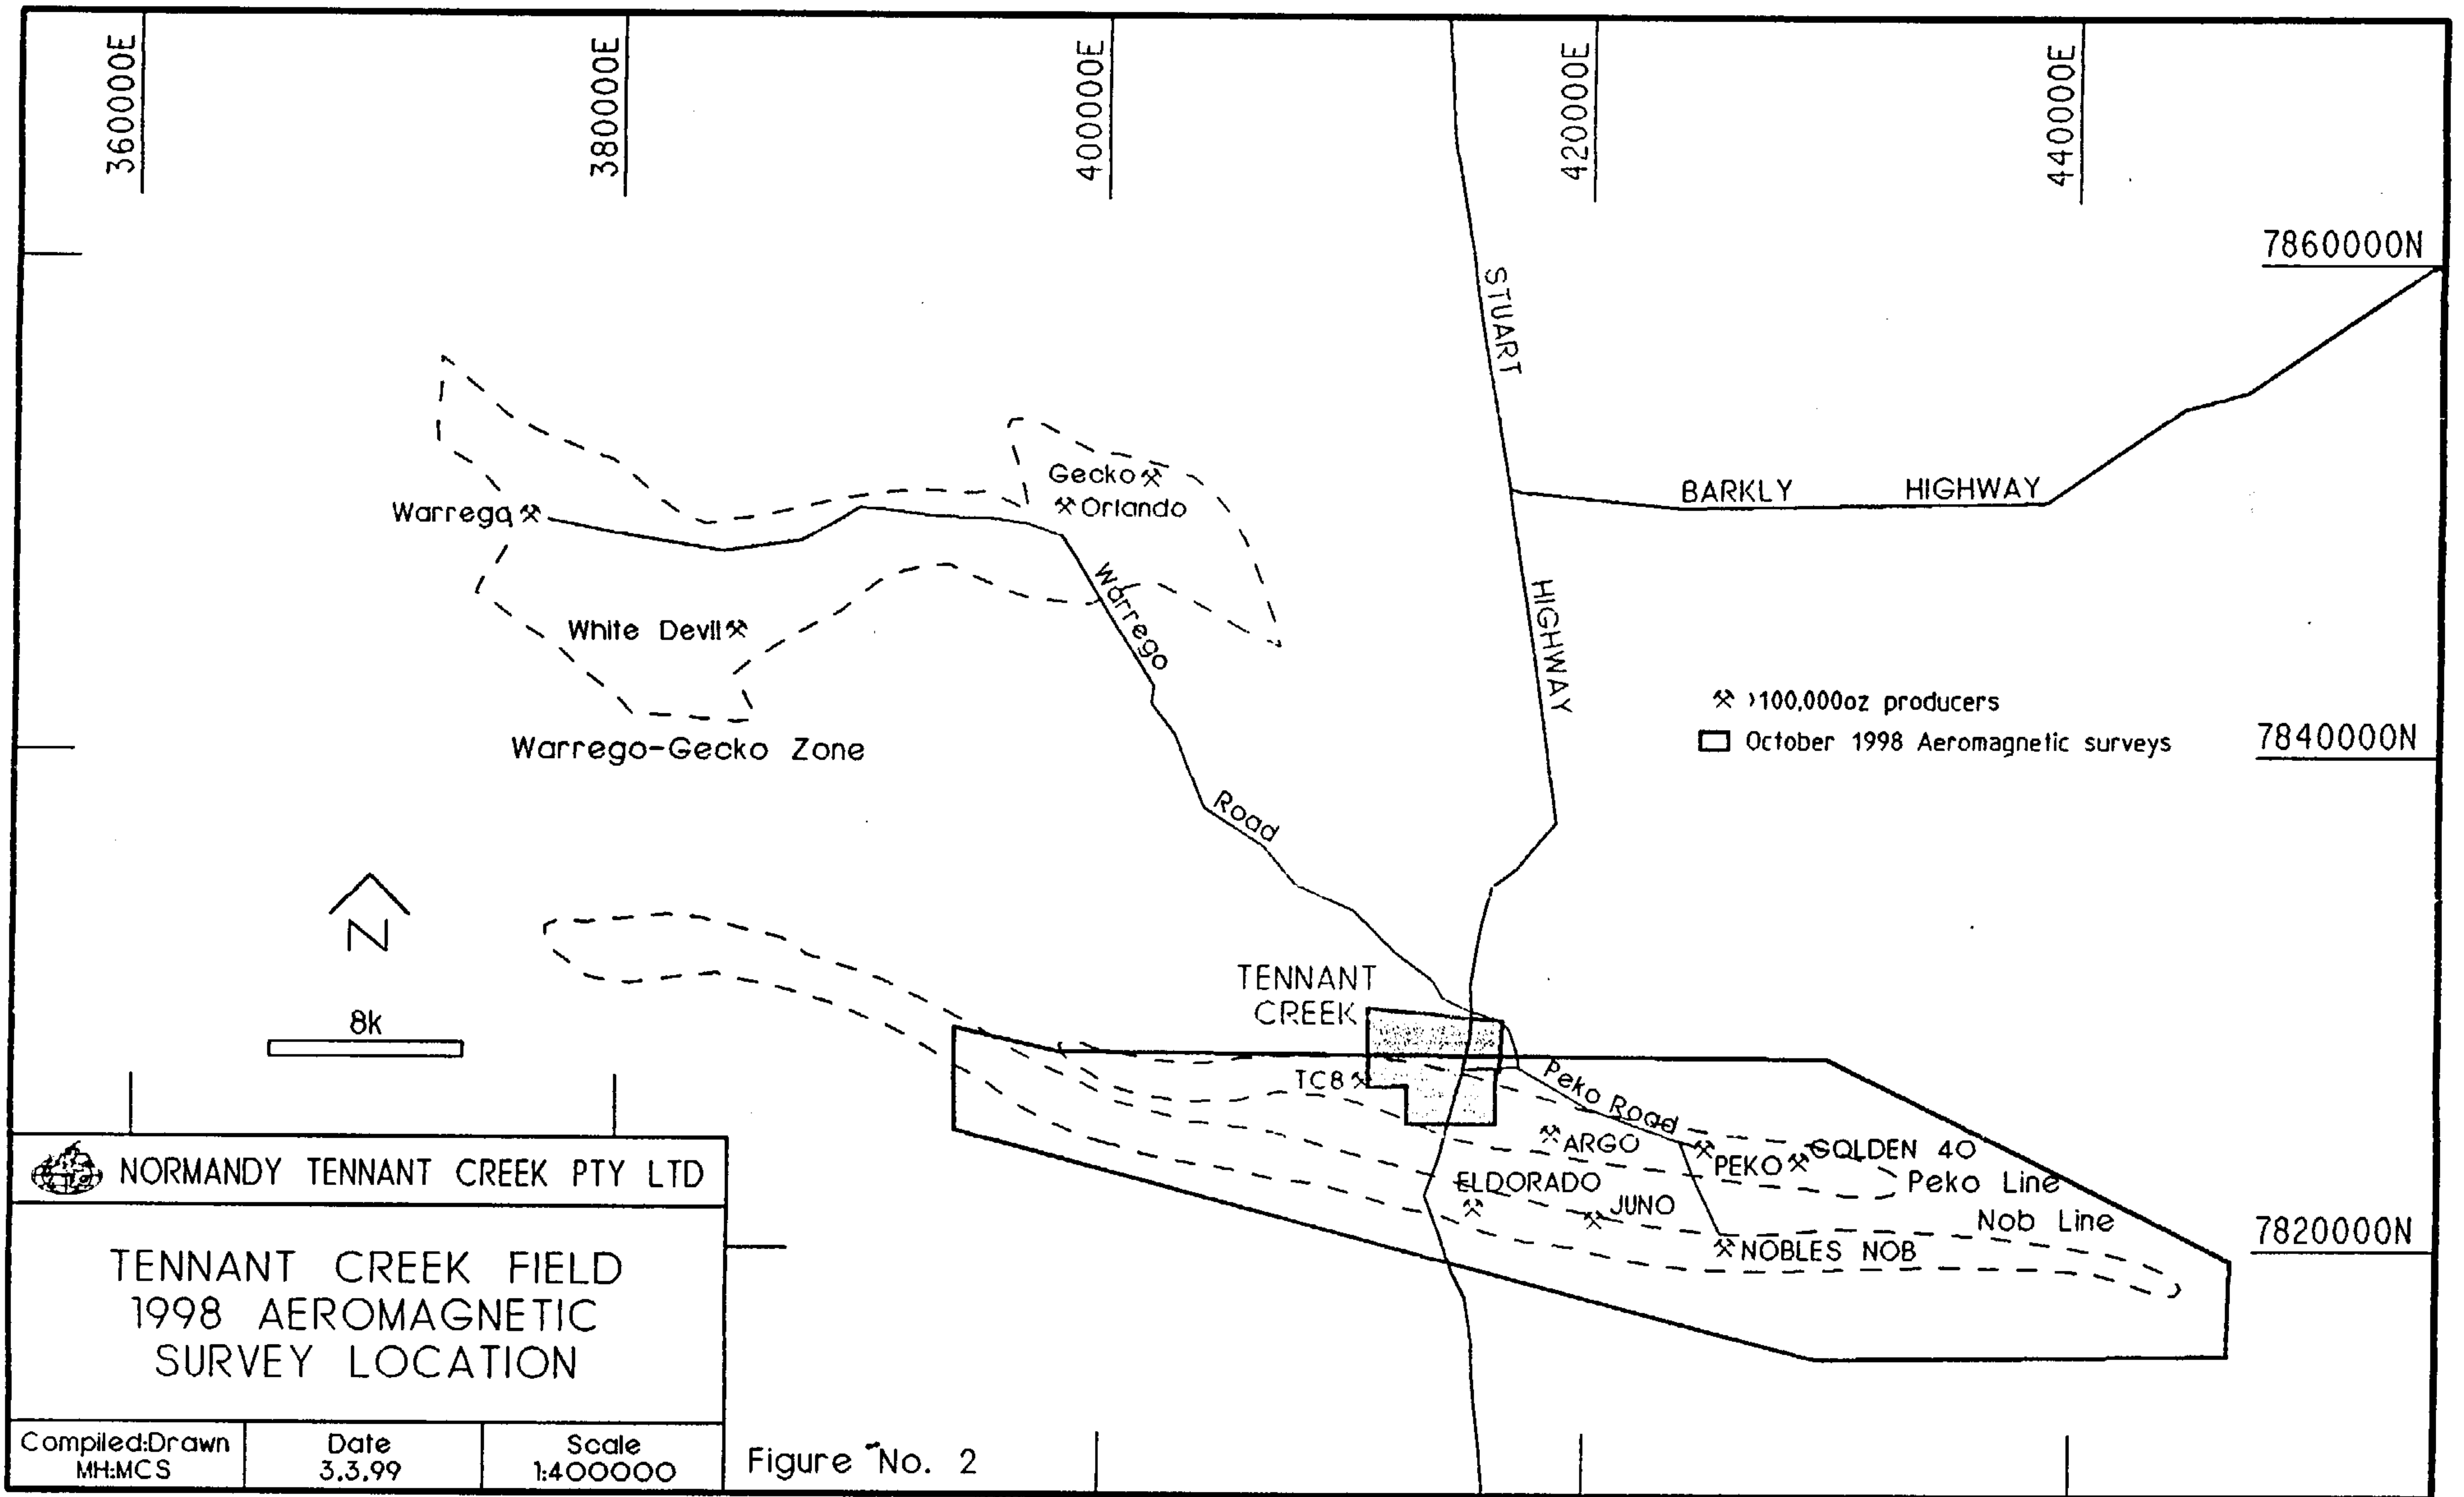 360000E
380000E
400000E
420000E
440000E
7860000N
STUART
HIGHWAY
BARKLY HIGHWAY
Gecko
Orlando
Warrego
Warrego
Road
White Devil
Warrego-Gecko Zone
>100,000oz producers
October 1998 Aeromagnetic surveys
7840000N
N
8k
TENNANT
CREEK
TC8
Peko Road
ARGO
PEKO
GOLDEN 40
Peko Line
ELDORADO
JUNO
Nob Line
NOBLES NOB
7820000N
NORMANDY TENNANT CREEK PTY LTD
TENNANT CREEK FIELD
1998 AEROMAGNETIC
SURVEY LOCATION
Compiled:Drawn
MH:MCS
Date
3.3.99
Scale
1:400000
Figure No. 2